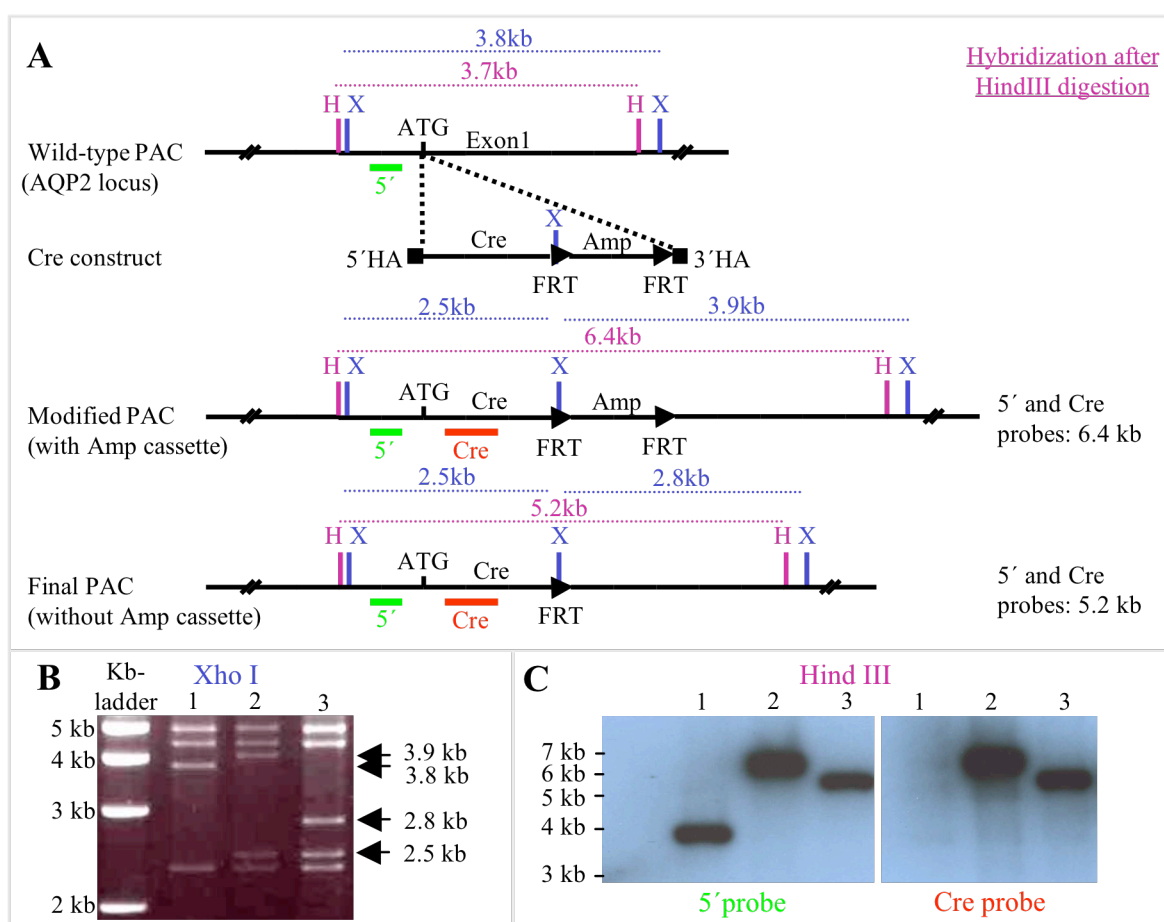 A
3.8kb
Hybridization after
HindIII digestion
3.7kb
H X H X
ATG
Exon1
Wild-type PAC
(AQP2 locus)
5´
X
Cre Amp
Cre construct
5´HA 3´HA
FRT FRT
2.5kb 3.9kb
6.4kb
H X X H X
ATG Cre Amp
Modified PAC
(with Amp cassette)
5´ and Cre
probes: 6.4 kb
5´ Cre FRT FRT
2.5kb 2.8kb
5.2kb
H X X H X
ATG Cre
Final PAC
(without Amp cassette)
5´ and Cre
probes: 5.2 kb
5´ Cre FRT
B
Kb-
ladder
Xho I
1 2 3
5 kb
4 kb
3 kb
2 kb
3.9 kb
3.8 kb
2.8 kb
2.5 kb
C
Hind III
1 2 3 1 2 3
7 kb
6 kb
5 kb
4 kb
3 kb
5´probe Cre probe